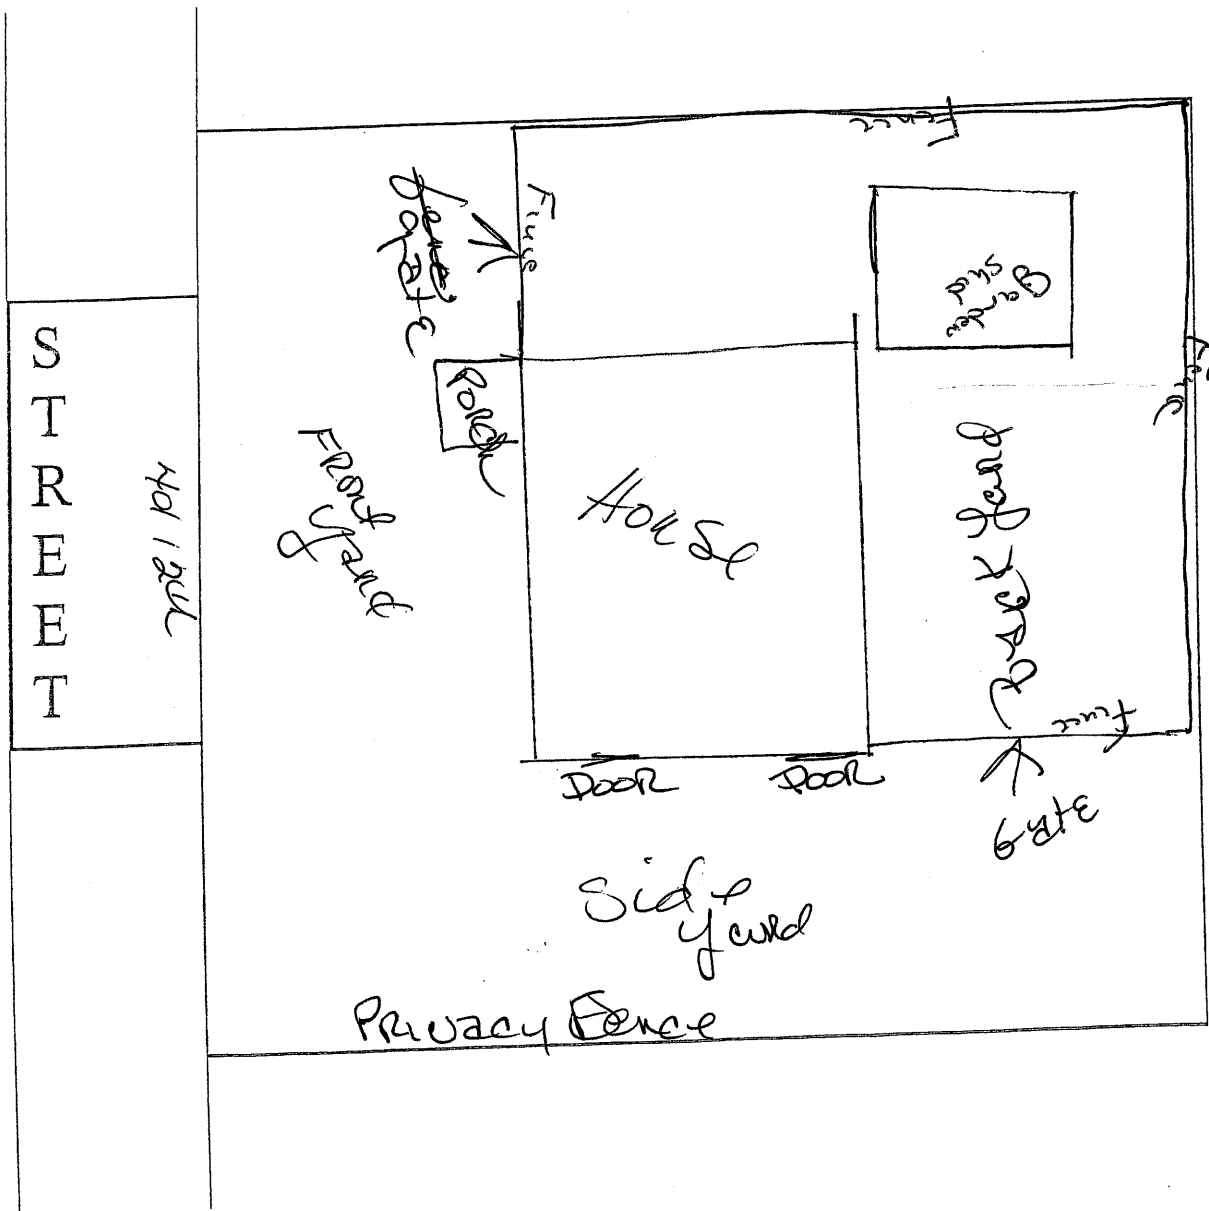 STREET
Fence
Fence
fence
gate
Garden
shed
PORCH
Fence
FRONT
yard
House
Back Yard
Fence
DOOR
DOOR
GAtE
Side
yard
Privacy Fence